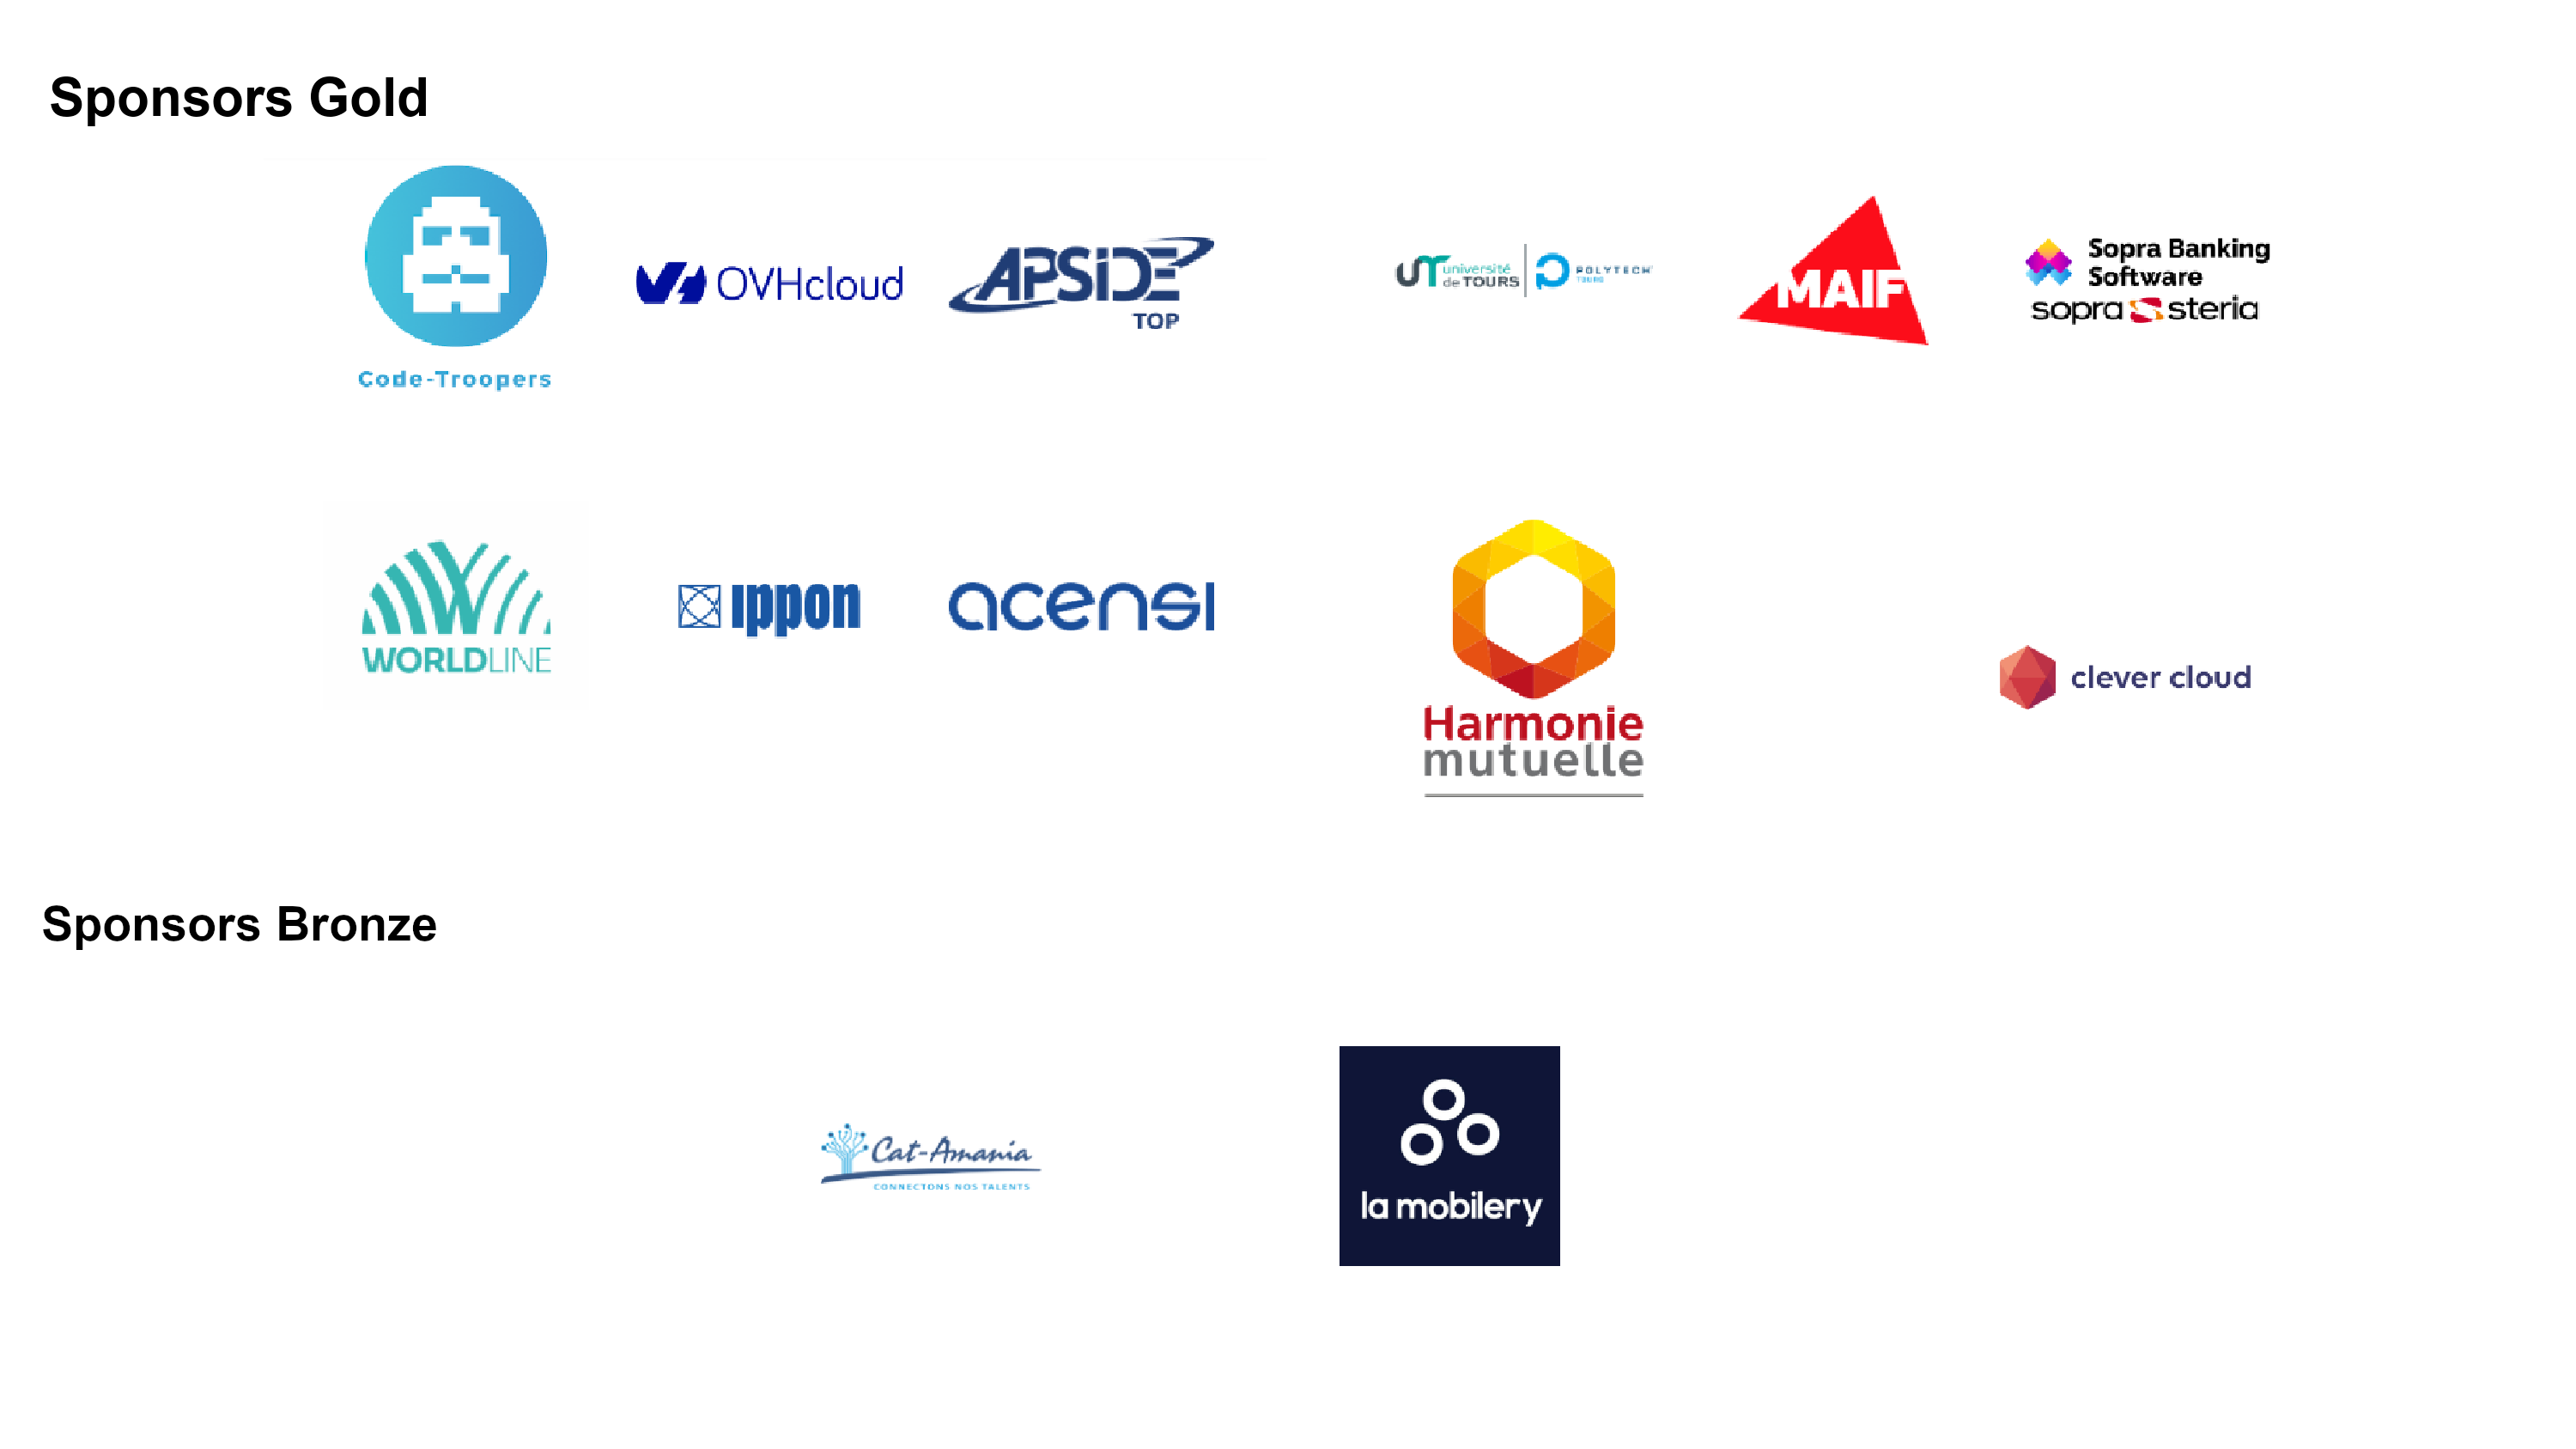 Sponsors Gold
Code-Troopers
OVHcloud
APSIDE
TOP
université
de TOURS
POLYTECH
TOURS
MAIF
Sopra Banking
Software
sopra steria
WORLDLINE
ippon
acensi
Harmonie
mutuelle
clever cloud
Sponsors Bronze
Cat-Amania
CONNECTONS NOS TALENTS
la mobilery